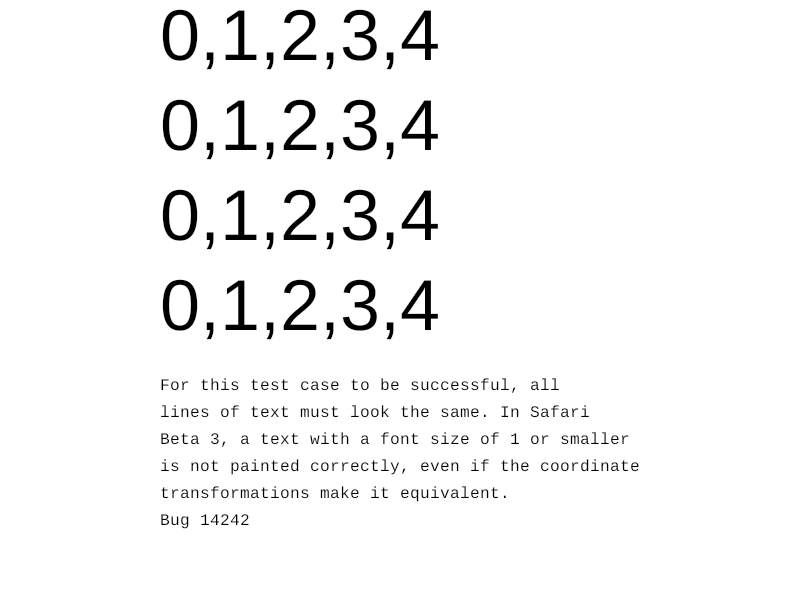 0,1,2,3,4
0,1,2,3,4
0,1,2,3,4
0,1,2,3,4
For this test case to be successful, all
lines of text must look the same. In Safari
Beta 3, a text with a font size of 1 or smaller
is not painted correctly, even if the coordinate
transformations make it equivalent.
Bug 14242